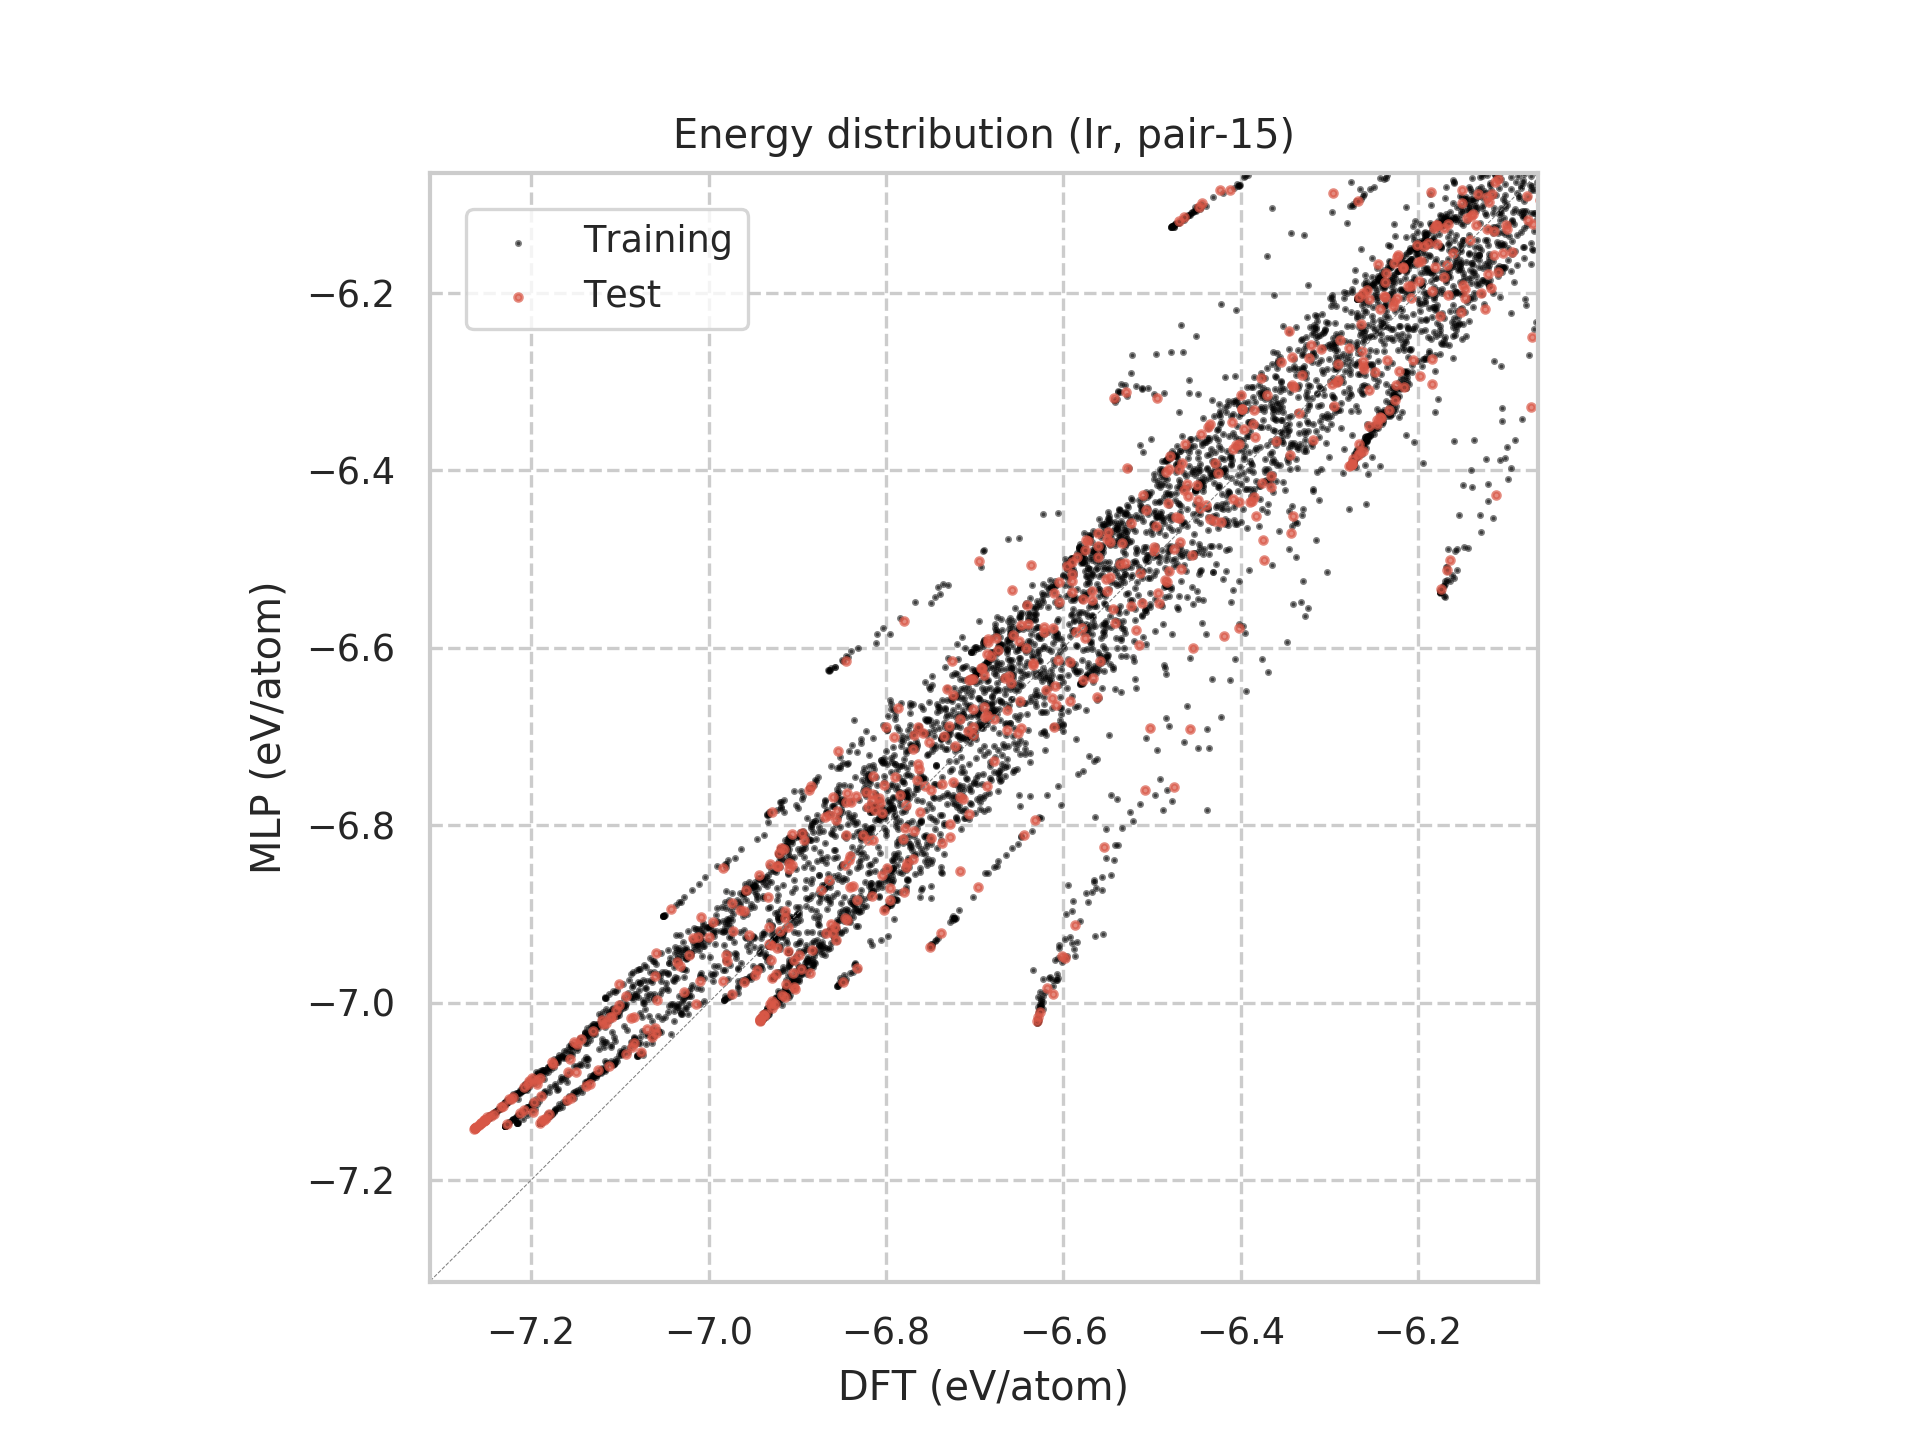 Energy distribution (Ir, pair-15)
Training
Test
−6.2
−6.4
−6.6
−6.8
−7.0
−7.2
MLP (eV/atom)
−7.2 −7.0 −6.8 −6.6 −6.4 −6.2
DFT (eV/atom)